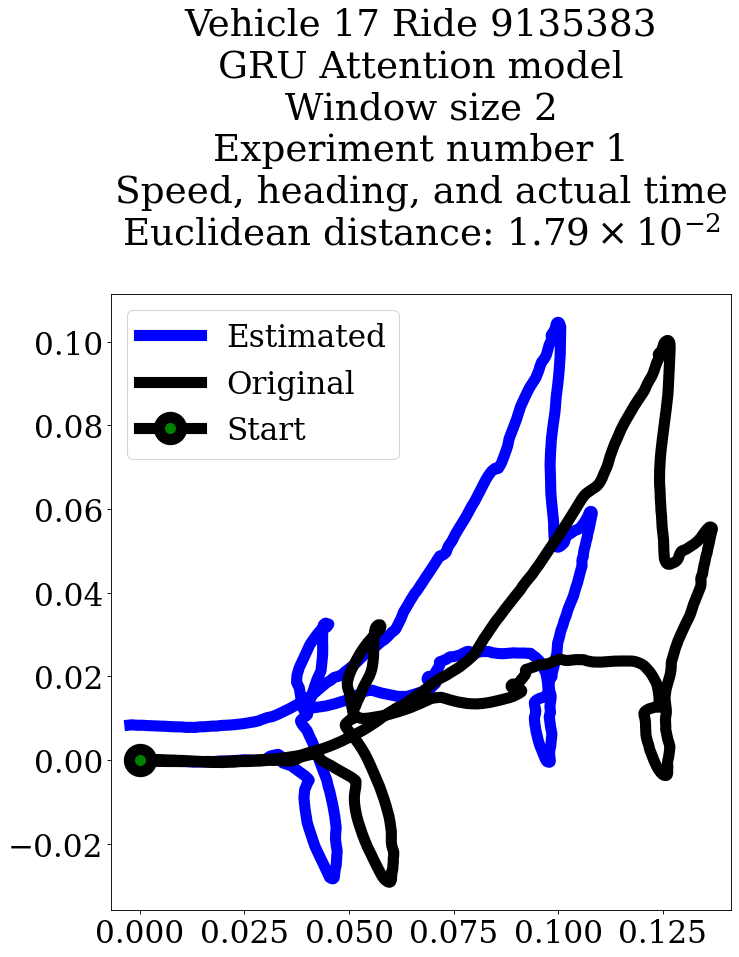 Vehicle 17 Ride 9135383
GRU Attention model
Window size 2
Experiment number 1
Speed, heading, and actual time
Euclidean distance: 1.79 × 10⁻²
Estimated
Original
Start
0.10
0.08
0.06
0.04
0.02
0.00
−0.02
0.000 0.025 0.050 0.075 0.100 0.125